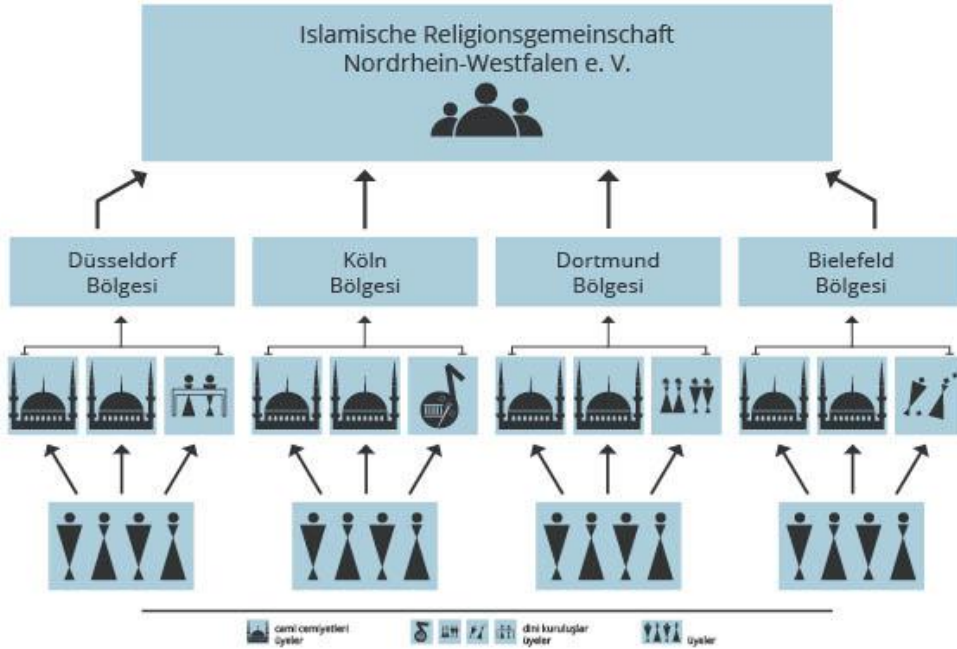 Islamische Religionsgemeinschaft
Nordrhein-Westfalen e. V.
Düsseldorf
Bölgesi
Köln
Bölgesi
Dortmund
Bölgesi
Bielefeld
Bölgesi
cami cemiyetleri
üyeler
dini kuruluşlar
üyeler
üyeler